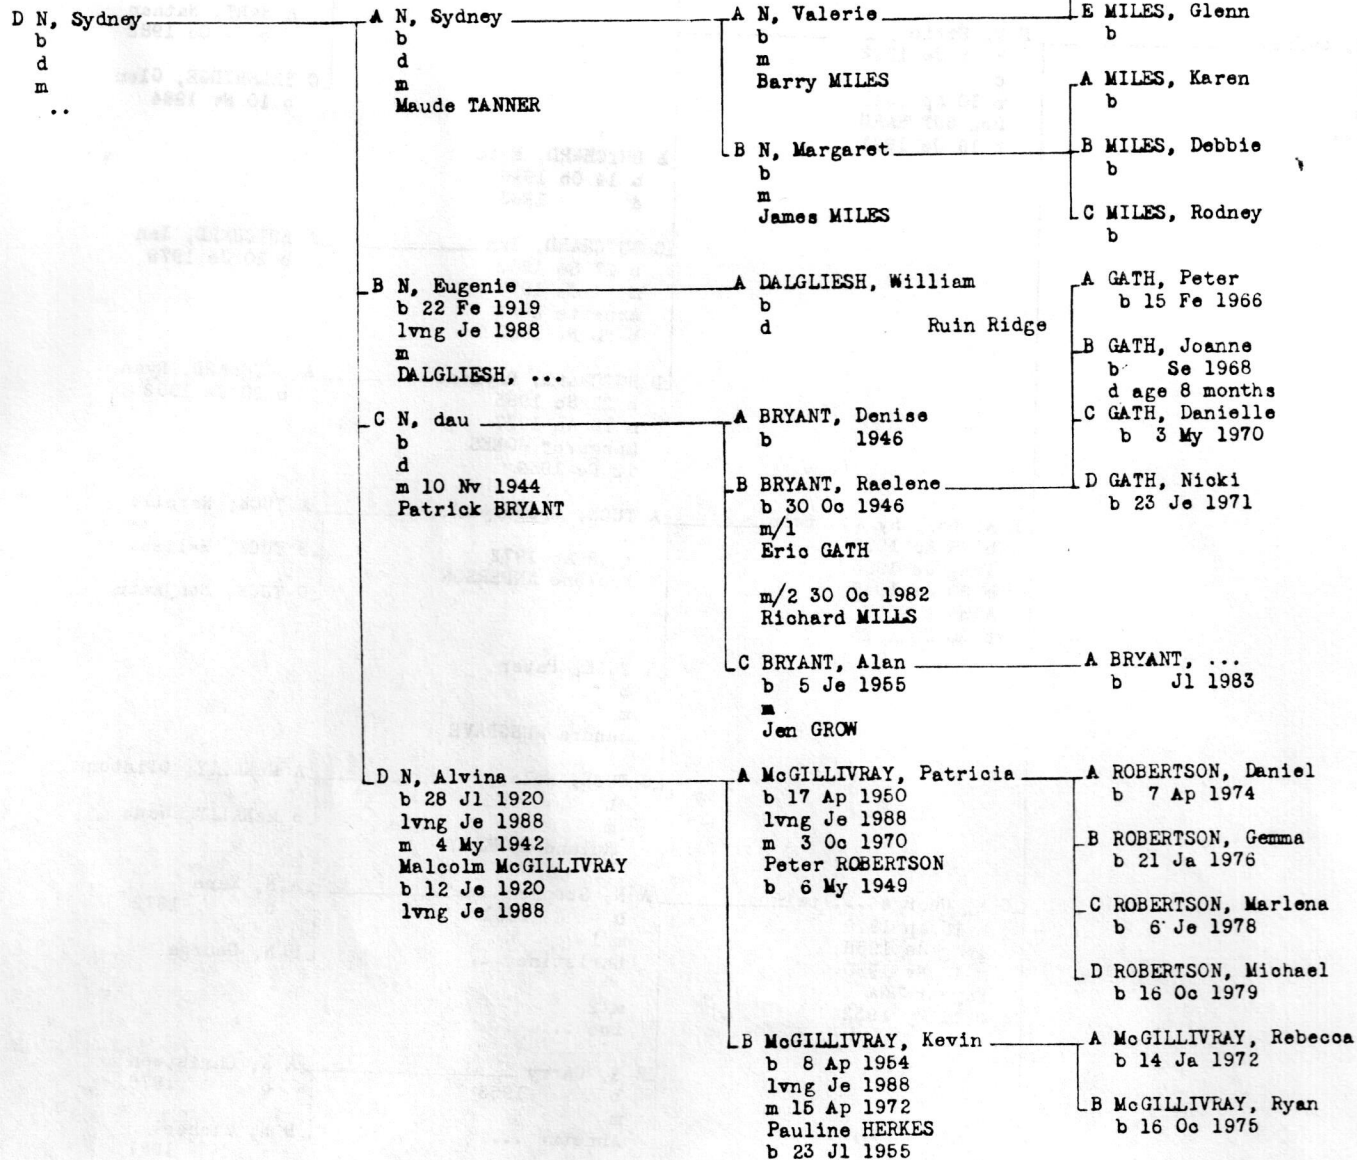 D N, Sydney
b
d
m
..
A N, Sydney
b
d
m
Maude TANNER
A N, Valerie
b
m
Barry MILES
E MILES, Glenn
b
B N, Margaret
b
m
James MILES
A MILES, Karen
b
B MILES, Debbie
b
C MILES, Rodney
b
B N, Eugenie
b 22 Fe 1919
lvng Je 1988
m
DALGLIESH, ...
A DALGLIESH, William
b
d Ruin Ridge
C N, dau
b
d
m 10 Nv 1944
Patrick BRYANT
A BRYANT, Denise
b 1946
B BRYANT, Raelene
b 30 Oc 1946
m/1
Eric GATH
m/2 30 Oc 1982
Richard MILLS
A GATH, Peter
b 15 Fe 1966
B GATH, Joanne
b Se 1968
d age 8 months
C GATH, Danielle
b 3 My 1970
D GATH, Nicki
b 23 Je 1971
C BRYANT, Alan
b 5 Je 1955
m
Jen GROW
A BRYANT, ...
b Jl 1983
D N, Alvina
b 28 Jl 1920
lvng Je 1988
m 4 My 1942
Malcolm McGILLIVRAY
b 12 Je 1920
lvng Je 1988
A McGILLIVRAY, Patricia
b 17 Ap 1950
lvng Je 1988
m 3 Oc 1970
Peter ROBERTSON
b 6 My 1949
A ROBERTSON, Daniel
b 7 Ap 1974
B ROBERTSON, Gemma
b 21 Ja 1976
C ROBERTSON, Marlena
b 6 Je 1978
D ROBERTSON, Michael
b 16 Oc 1979
B McGILLIVRAY, Kevin
b 8 Ap 1954
lvng Je 1988
m 15 Ap 1972
Pauline HERKES
b 23 Jl 1955
A McGILLIVRAY, Rebecca
b 14 Ja 1972
B McGILLIVRAY, Ryan
b 16 Oc 1975